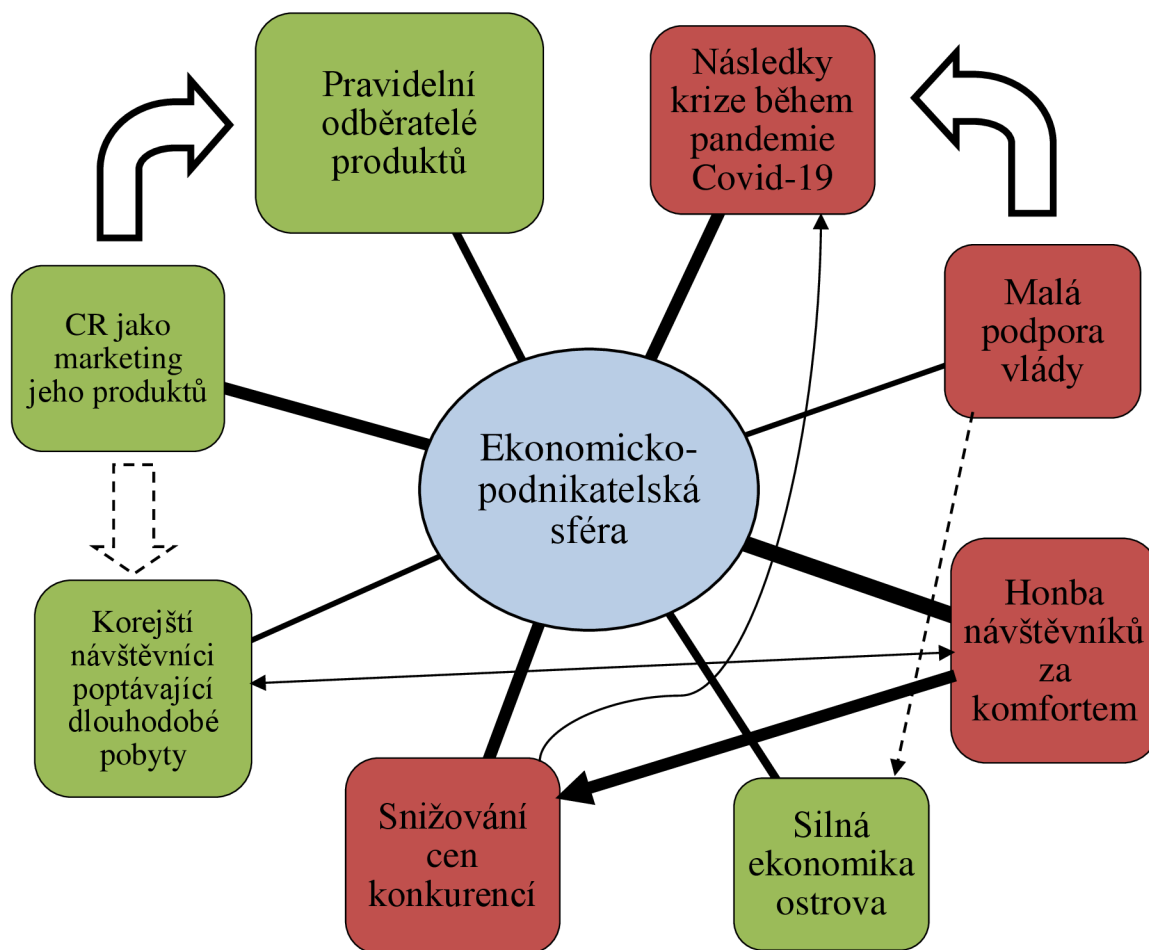 Pravidelní
odběratelé
produktů
Následky
krize během
pandemie
Covid-19
CR jako
marketing
jeho produktů
Malá
podpora
vlády
Ekonomicko-
podnikatelská
sféra
Korejští
návštěvníci
poptávající
dlouhodobé
pobyty
Honba
návštěvníků
za
komfortem
Snižování
cen
konkurencí
Silná
ekonomika
ostrova